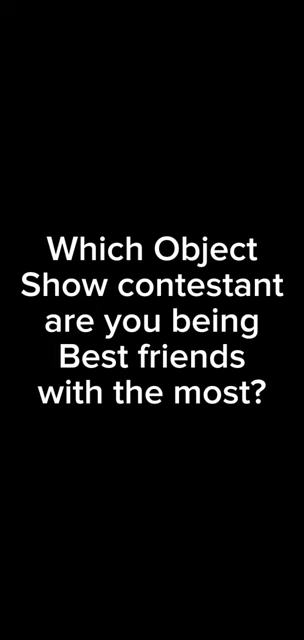 Which Object
Show contestant
are you being
Best friends
with the most?